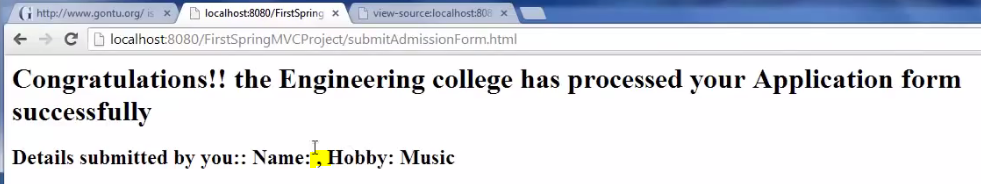 http://www.gontu.org/ is
localhost:8080/FirstSpring
view-source:localhost:808
localhost:8080/FirstSpringMVCProject/submitAdmissionForm.html
Congratulations!! the Engineering college has processed your Application form
successfully
Details submitted by you:: Name: , Hobby: Music